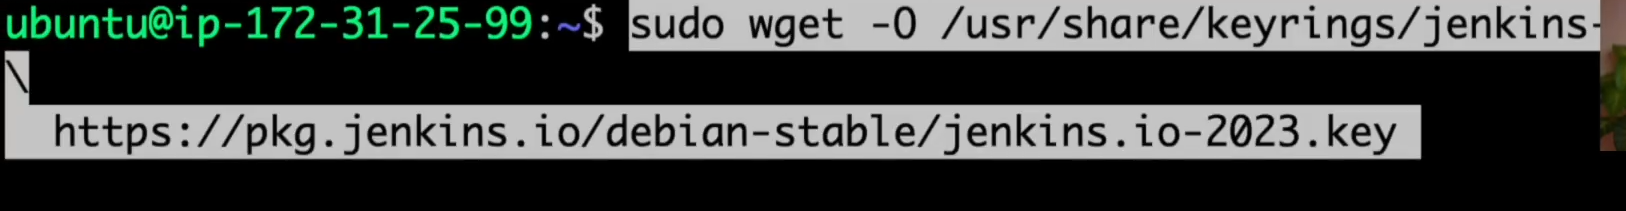 ubuntu@ip-172-31-25-99:~$ sudo wget -O /usr/share/keyrings/jenkins-
\
https://pkg.jenkins.io/debian-stable/jenkins.io-2023.key